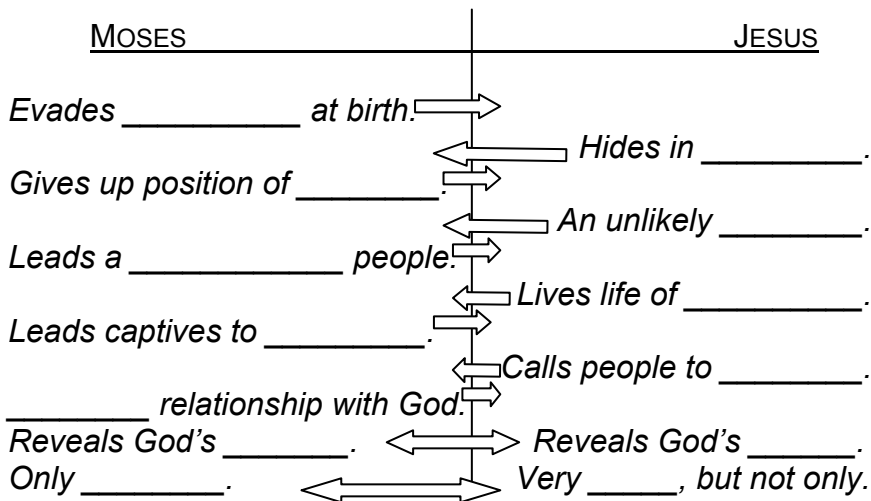 MOSES JESUS
Evades __________ at birth.
Hides in _________.
Gives up position of ________.
An unlikely ________.
Leads a ____________ people.
Lives life of __________.
Leads captives to _________.
Calls people to ________.
________ relationship with God.
Reveals God's _______. Reveals God's ______.
Only ________. Very _____, but not only.